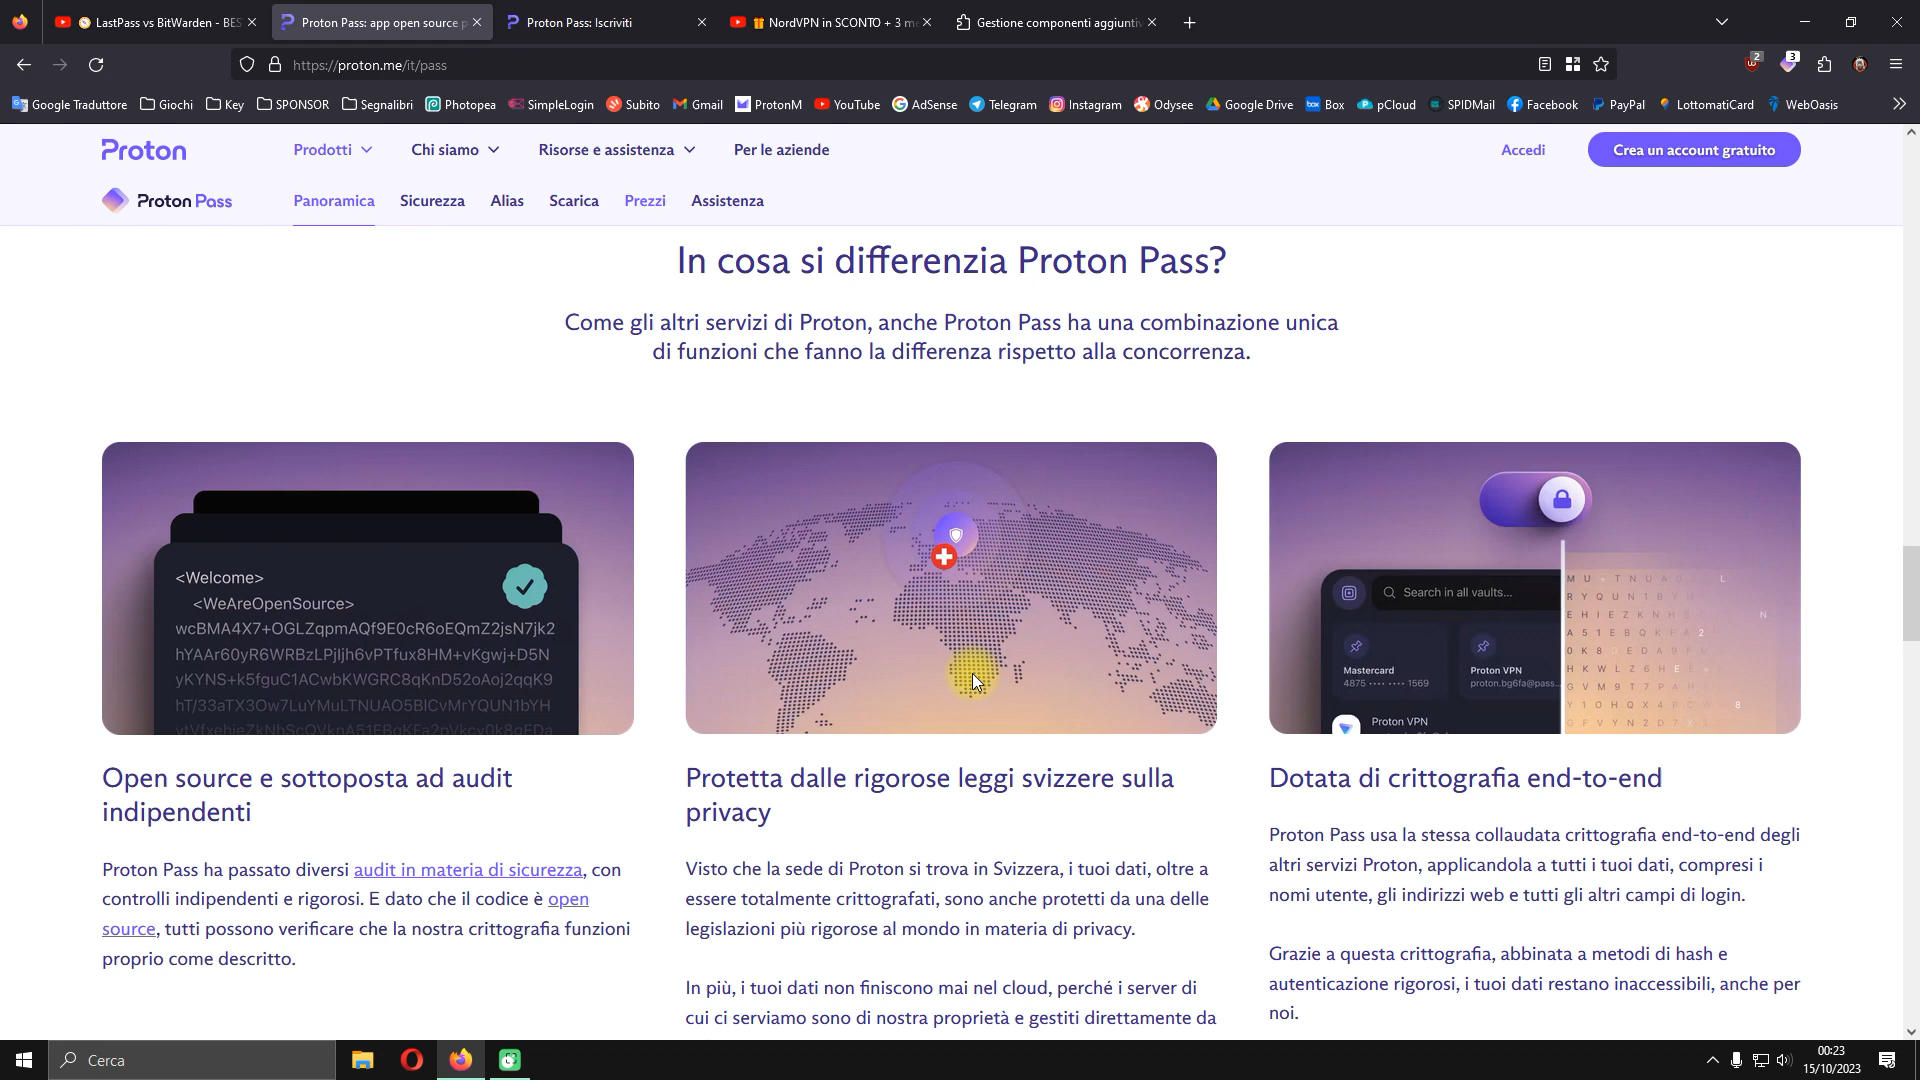 LastPass vs BitWarden - BES
Proton Pass: app open source p
Proton Pass: Iscriviti
NordVPN in SCONTO + 3 me
Gestione componenti aggiuntiv
https://proton.me/it/pass
2
3
Google Traduttore
Giochi
Key
SPONSOR
Segnalibri
Photopea
SimpleLogin
Subito
Gmail
ProtonM
YouTube
AdSense
Telegram
Instagram
Odysee
Google Drive
Box
pCloud
SPIDMail
Facebook
PayPal
LottomatiCard
WebOasis
Proton
Prodotti
Chi siamo
Risorse e assistenza
Per le aziende
Accedi
Crea un account gratuito
Proton Pass
Panoramica
Sicurezza
Alias
Scarica
Prezzi
Assistenza
In cosa si differenzia Proton Pass?
Come gli altri servizi di Proton, anche Proton Pass ha una combinazione unica
di funzioni che fanno la differenza rispetto alla concorrenza.
<Welcome>
<WeAreOpenSource>
wcBMA4X7+OGLZqpmAQf9E0cR6oEQmZ2jsN7jk2
hYAAr60yR6WRBzLPjIjh6vPTfux8HM+vKgwj+D5N
yKYNS+k5fguC1ACwbKWGRC8qKnD52oAoj2qqK9
hT/33aTX3Ow7LuYMuLTNUAO5BlCvMrYQUN1bYH
Search in all vaults...
Mastercard
4875 •••• •••• 1569
Proton VPN
proton.bg6fa@pass...
Proton VPN
Open source e sottoposta ad audit
indipendenti
Proton Pass ha passato diversi audit in materia di sicurezza, con
controlli indipendenti e rigorosi. E dato che il codice è open
source, tutti possono verificare che la nostra crittografia funzioni
proprio come descritto.
Protetta dalle rigorose leggi svizzere sulla
privacy
Visto che la sede di Proton si trova in Svizzera, i tuoi dati, oltre a
essere totalmente crittografati, sono anche protetti da una delle
legislazioni più rigorose al mondo in materia di privacy.
In più, i tuoi dati non finiscono mai nel cloud, perché i server di
cui ci serviamo sono di nostra proprietà e gestiti direttamente da
Dotata di crittografia end-to-end
Proton Pass usa la stessa collaudata crittografia end-to-end degli
altri servizi Proton, applicandola a tutti i tuoi dati, compresi i
nomi utente, gli indirizzi web e tutti gli altri campi di login.
Grazie a questa crittografia, abbinata a metodi di hash e
autenticazione rigorosi, i tuoi dati restano inaccessibili, anche per
noi.
Cerca
00:23
15/10/2023